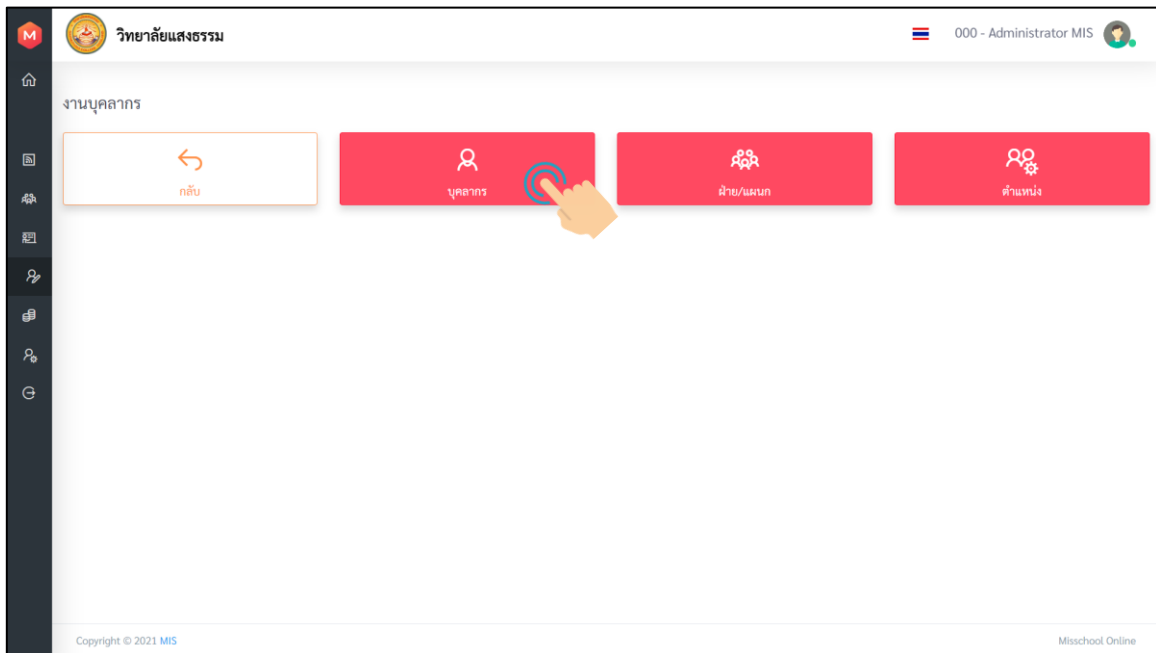 M
วิทยาลัยแสงธรรม
000 - Administrator MIS
งานบุคลากร
กลับ
บุคลากร
ฝ่าย/แผนก
ตำแหน่ง
Copyright © 2021 MIS
Misschool Online